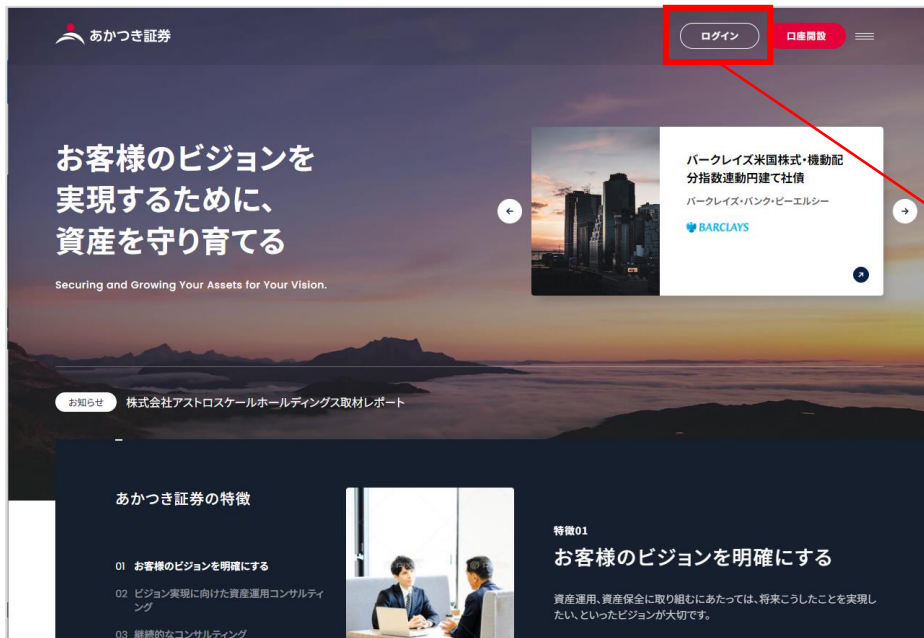 あかつき証券
ログイン
口座開設
お客様のビジョンを
実現するために、
資産を守り育てる
Securing and Growing Your Assets for Your Vision.
バークレイズ米国株式・機動配
分指数連動円建て社債
バークレイズ・バンク・ピーエルシー
BARCLAYS
お知らせ 株式会社アストロスケールホールディングス取材レポート
あかつき証券の特徴
01 お客様のビジョンを明確にする
02 ビジョン実現に向けた資産運用コンサルティ
ング
03 継続的なコンサルティング
特徴01
お客様のビジョンを明確にする
資産運用、資産保全に取り組むにあたっては、将来こうしたことを実現し
たい、といったビジョンが大切です。